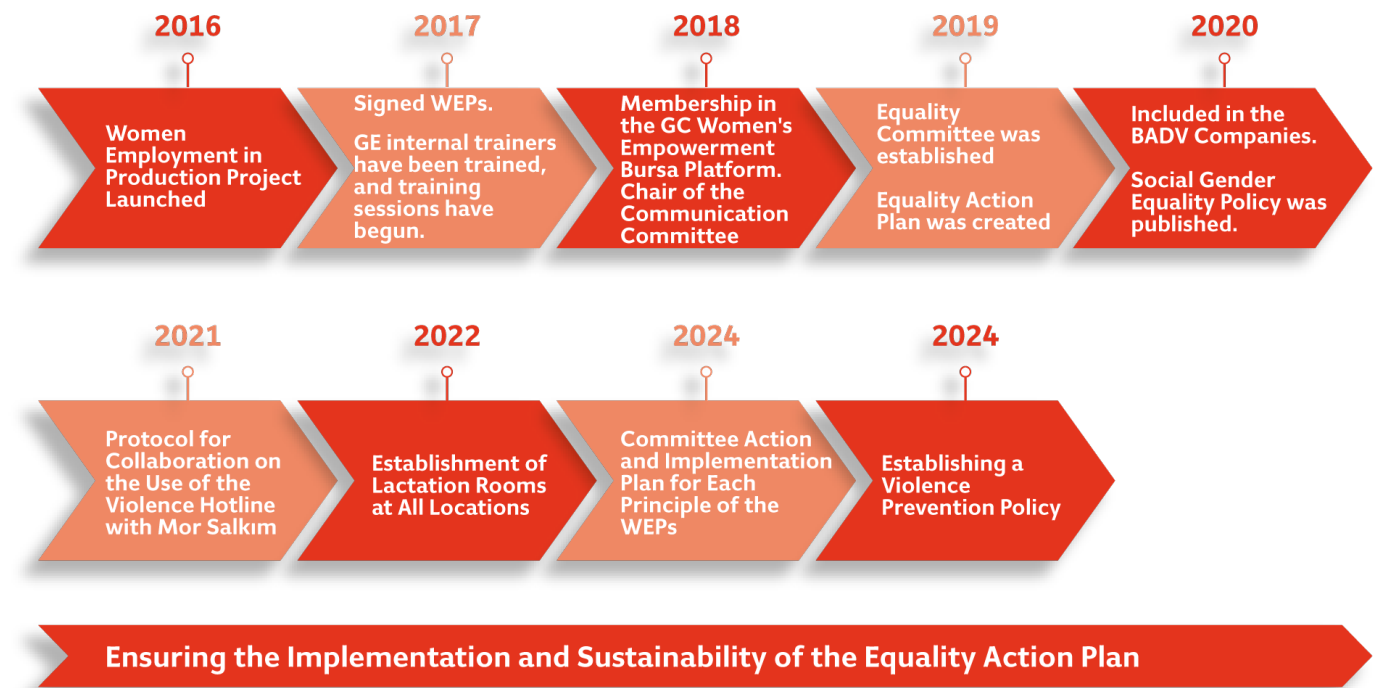 2016
Women
Employment in
Production Project
Launched
2017
Signed WEPs.
GE internal trainers
have been trained,
and training
sessions have
begun.
2018
Membership in
the GC Women's
Empowerment
Bursa Platform.
Chair of the
Communication
Committee
2019
Equality
Committee was
established
Equality Action
Plan was created
2020
Included in the
BADV Companies.
Social Gender
Equality Policy was
published.
2021
Protocol for
Collaboration on
the Use of the
Violence Hotline
with Mor Salkım
2022
Establishment of
Lactation Rooms
at All Locations
2024
Committee Action
and Implementation
Plan for Each
Principle of the
WEPs
2024
Establishing a
Violence
Prevention Policy
Ensuring the Implementation and Sustainability of the Equality Action Plan